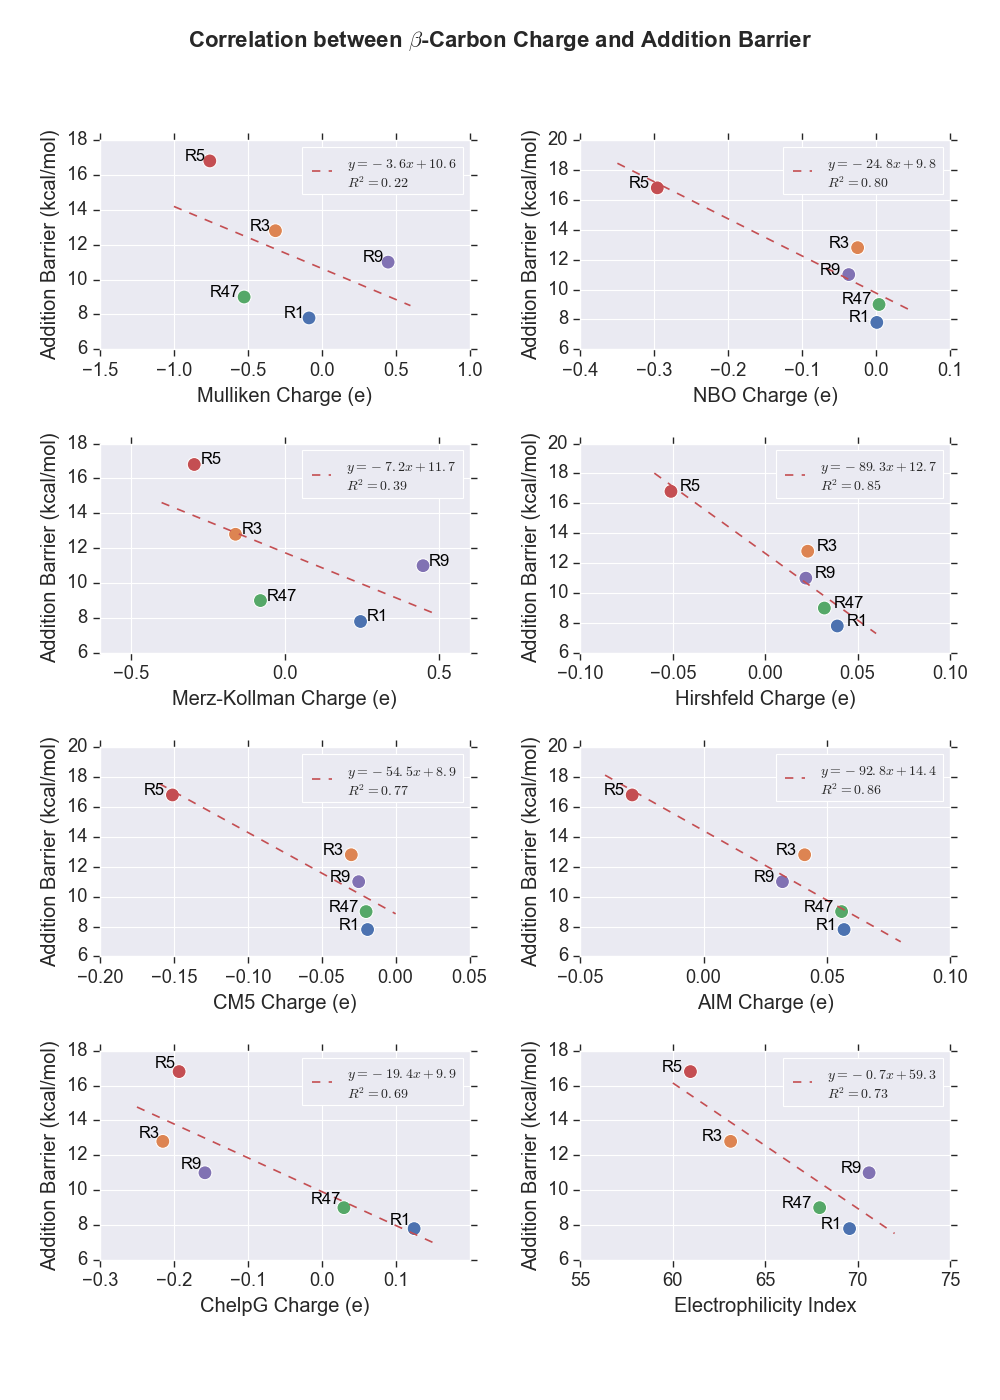 Correlation between β-Carbon Charge and Addition Barrier
Addition Barrier (kcal/mol)
18
16
14
12
10
8
6
R5
R3
R9
R47
R1
y = −3.6x + 10.6
R² = 0.22
−1.5 −1.0 −0.5 0.0 0.5 1.0
Mulliken Charge (e)
Addition Barrier (kcal/mol)
20
18
16
14
12
10
8
6
R5
R3
R9
R47
R1
y = −24.8x + 9.8
R² = 0.80
−0.4 −0.3 −0.2 −0.1 0.0 0.1
NBO Charge (e)
Addition Barrier (kcal/mol)
18
16
14
12
10
8
6
R5
R3
R9
R47
R1
y = −7.2x + 11.7
R² = 0.39
−0.5 0.0 0.5
Merz-Kollman Charge (e)
Addition Barrier (kcal/mol)
20
18
16
14
12
10
8
6
R5
R3
R9
R47
R1
y = −89.3x + 12.7
R² = 0.85
−0.10 −0.05 0.00 0.05 0.10
Hirshfeld Charge (e)
Addition Barrier (kcal/mol)
20
18
16
14
12
10
8
6
R5
R3
R9
R47
R1
y = −54.5x + 8.9
R² = 0.77
−0.20 −0.15 −0.10 −0.05 0.00 0.05
CM5 Charge (e)
Addition Barrier (kcal/mol)
20
18
16
14
12
10
8
6
R5
R3
R9
R47
R1
y = −92.8x + 14.4
R² = 0.86
−0.05 0.00 0.05 0.10
AIM Charge (e)
Addition Barrier (kcal/mol)
18
16
14
12
10
8
6
R5
R3
R9
R47
R1
y = −19.4x + 9.9
R² = 0.69
−0.3 −0.2 −0.1 0.0 0.1
ChelpG Charge (e)
Addition Barrier (kcal/mol)
18
16
14
12
10
8
6
R5
R3
R9
R47
R1
y = −0.7x + 59.3
R² = 0.73
55 60 65 70 75
Electrophilicity Index